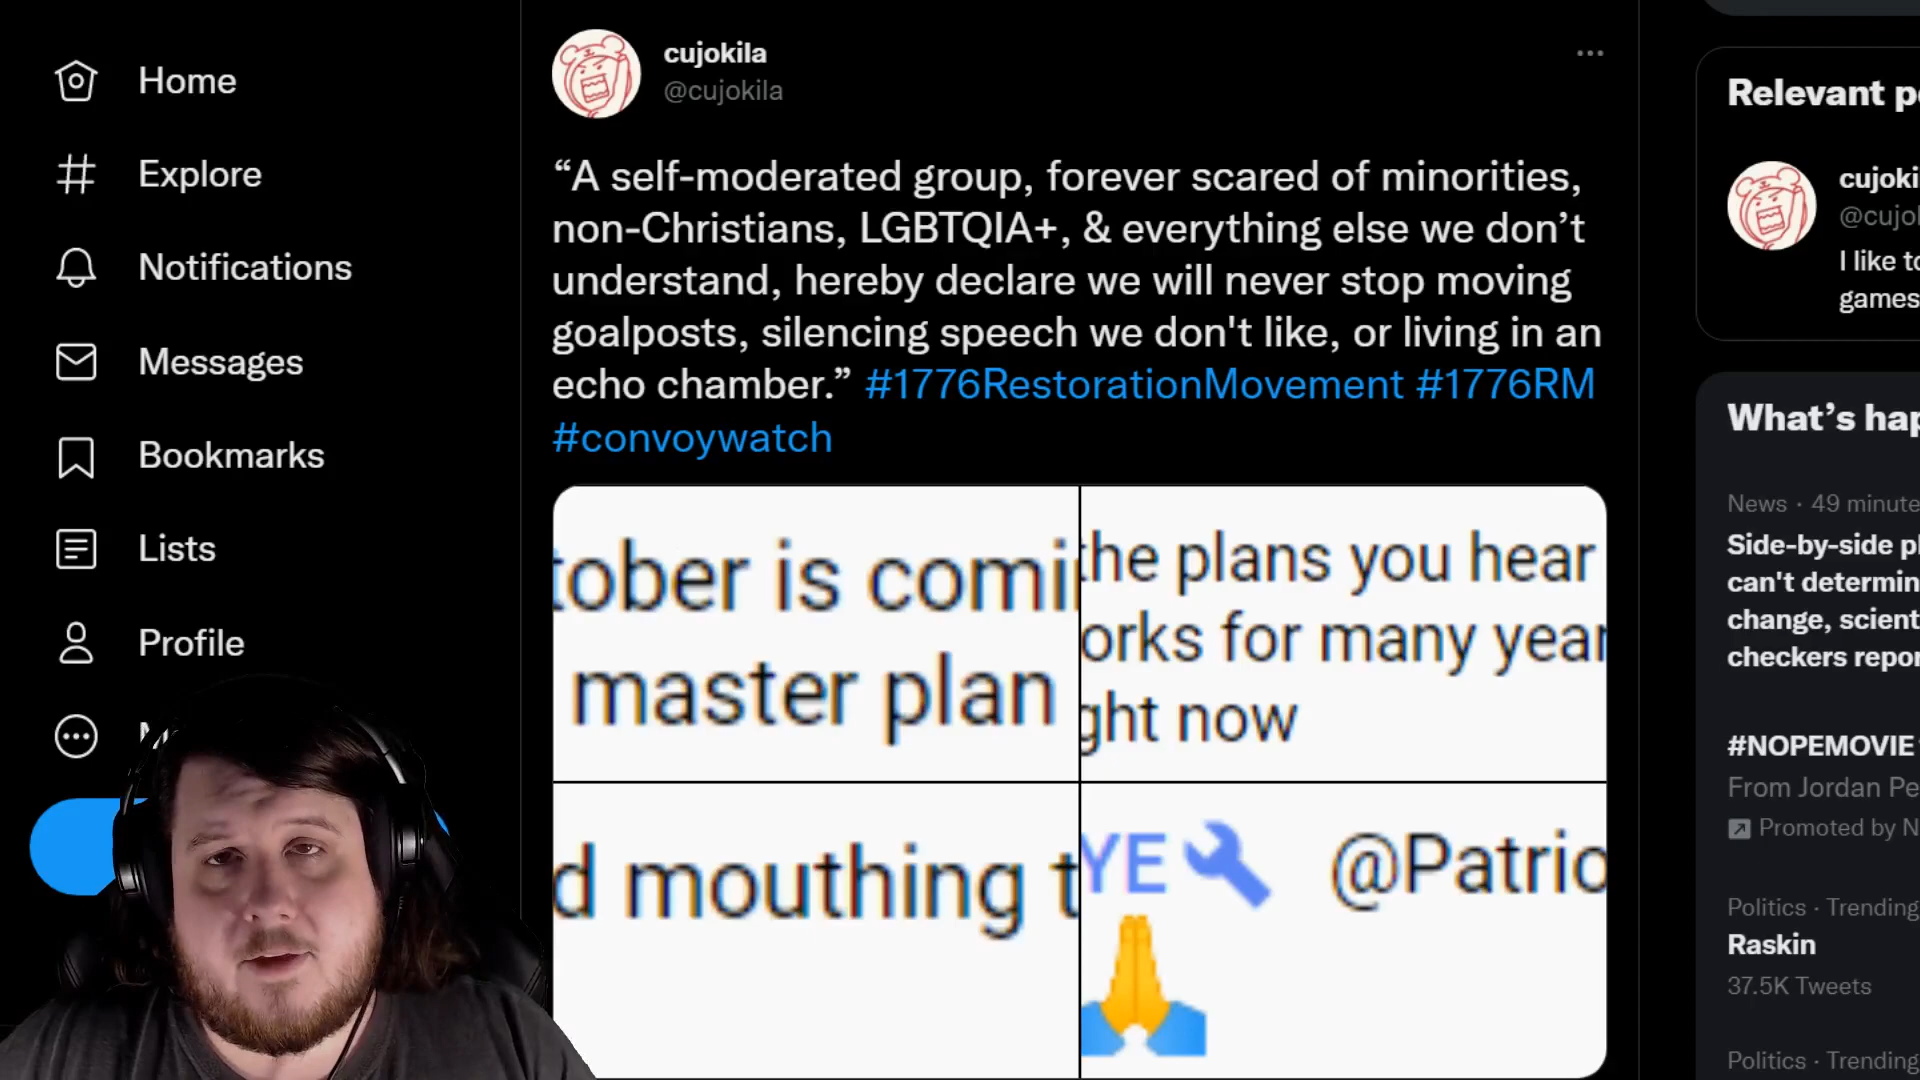 Home
Explore
Notifications
Messages
Bookmarks
Lists
Profile
cujokila
@cujokila
“A self-moderated group, forever scared of minorities,
non-Christians, LGBTQIA+, & everything else we don’t
understand, hereby declare we will never stop moving
goalposts, silencing speech we don't like, or living in an
echo chamber.” #1776RestorationMovement #1776RM
#convoywatch
tober is comi
master plan
the plans you hear
orks for many year
ght now
d mouthing t
YE @Patrio
Relevant p
cujoki
@cujo
I like to
games
What’s hap
News · 49 minute
Side-by-side p
can't determin
change, scient
checkers repor
#NOPEMOVIE
From Jordan Pe
Promoted by N
Politics · Trending
Raskin
37.5K Tweets
Politics · Trending